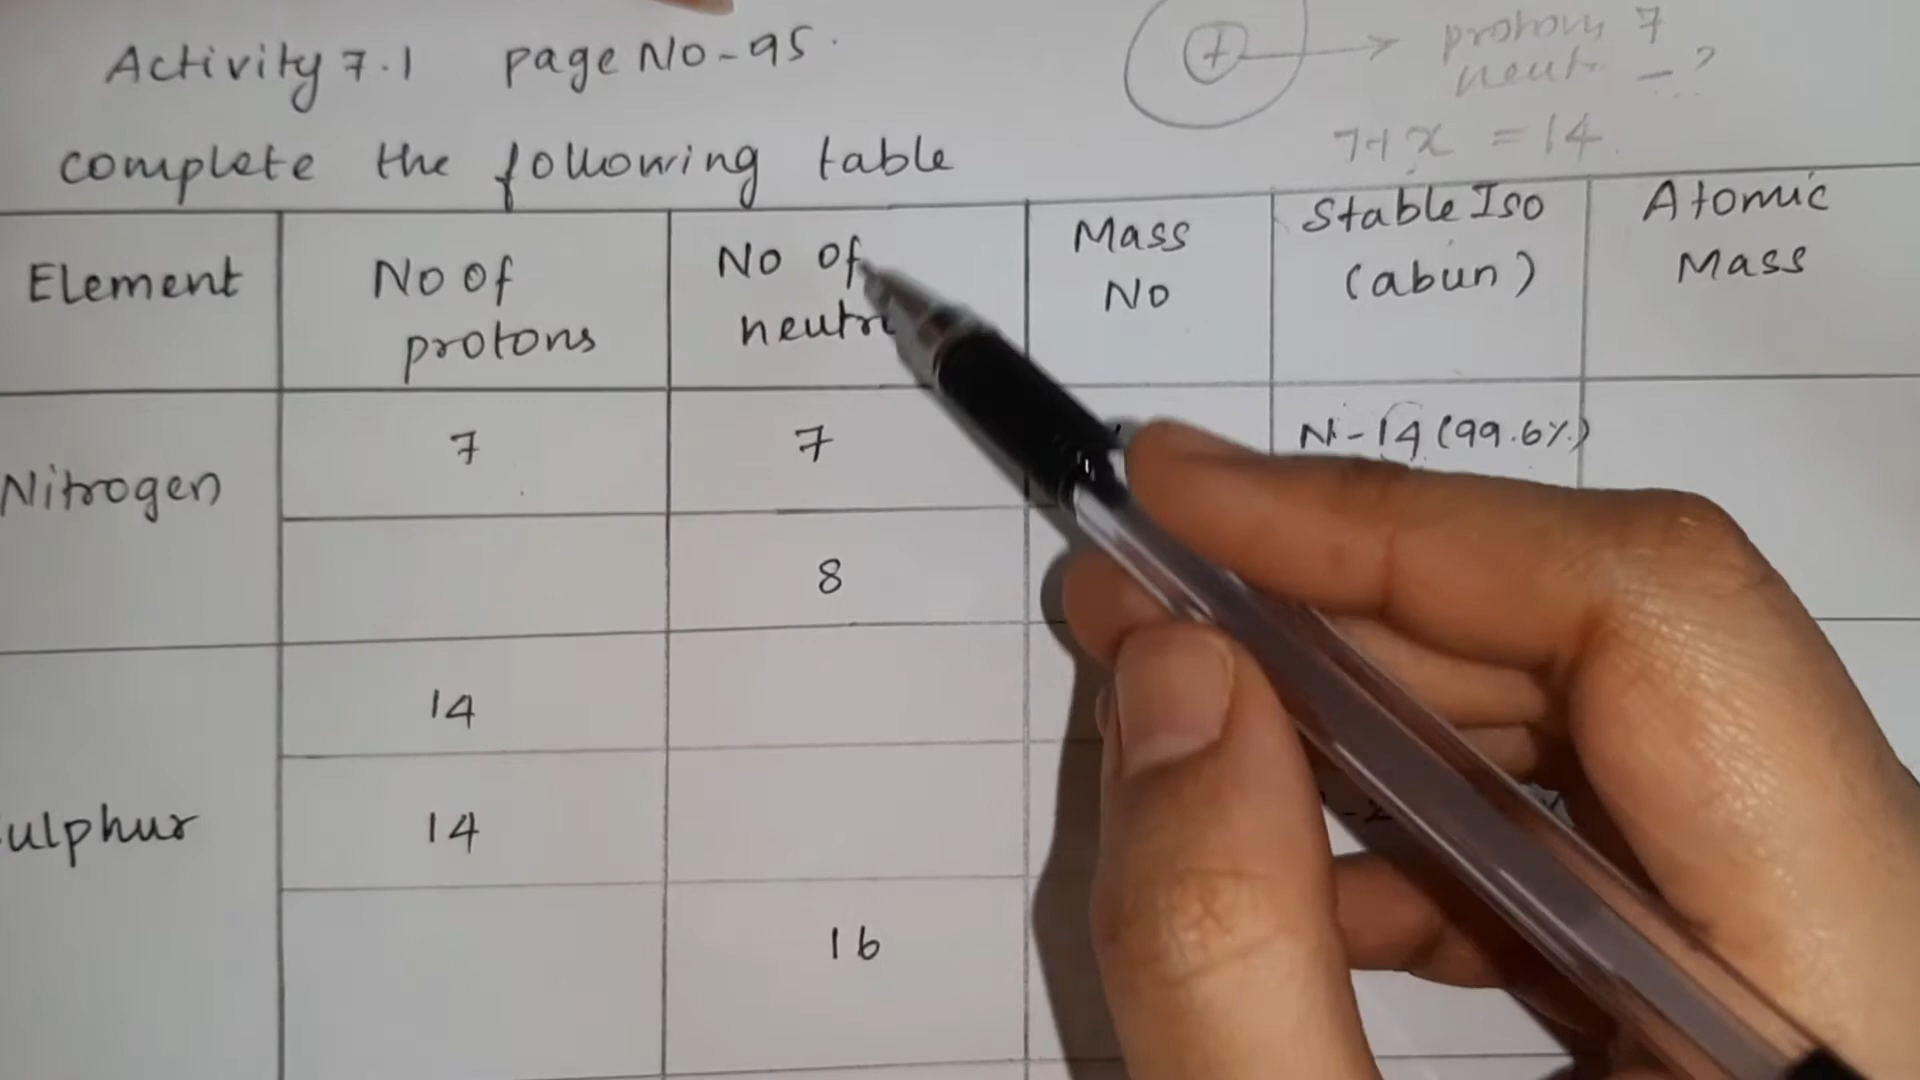 Activity 7.1 page No-95.
protons 7
neut. - ?
7+x = 14.
complete the following table
Element
No of
protons
No of
neutr
Mass
No
Stable Iso
(abun)
Atomic
Mass
Nitrogen
7
7
N-14 (99.6%)
8
ulphur
14
14
16